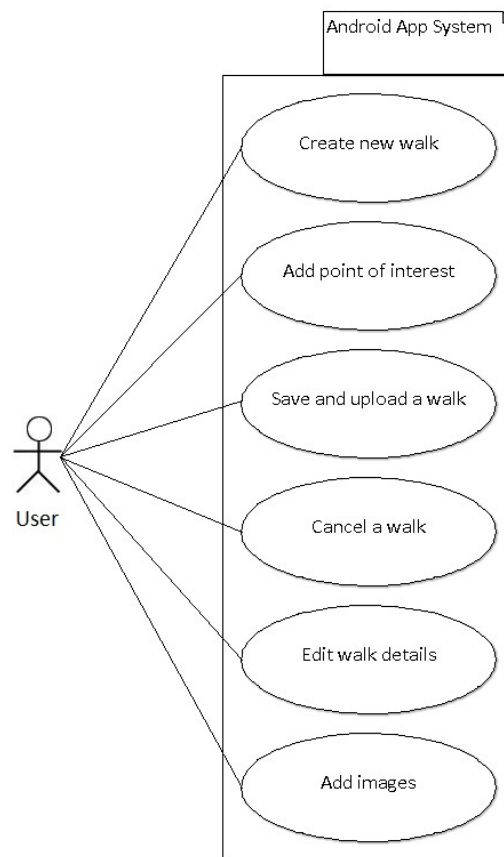 Android App System
Create new walk
Add point of interest
Save and upload a walk
Cancel a walk
User
Edit walk details
Add images